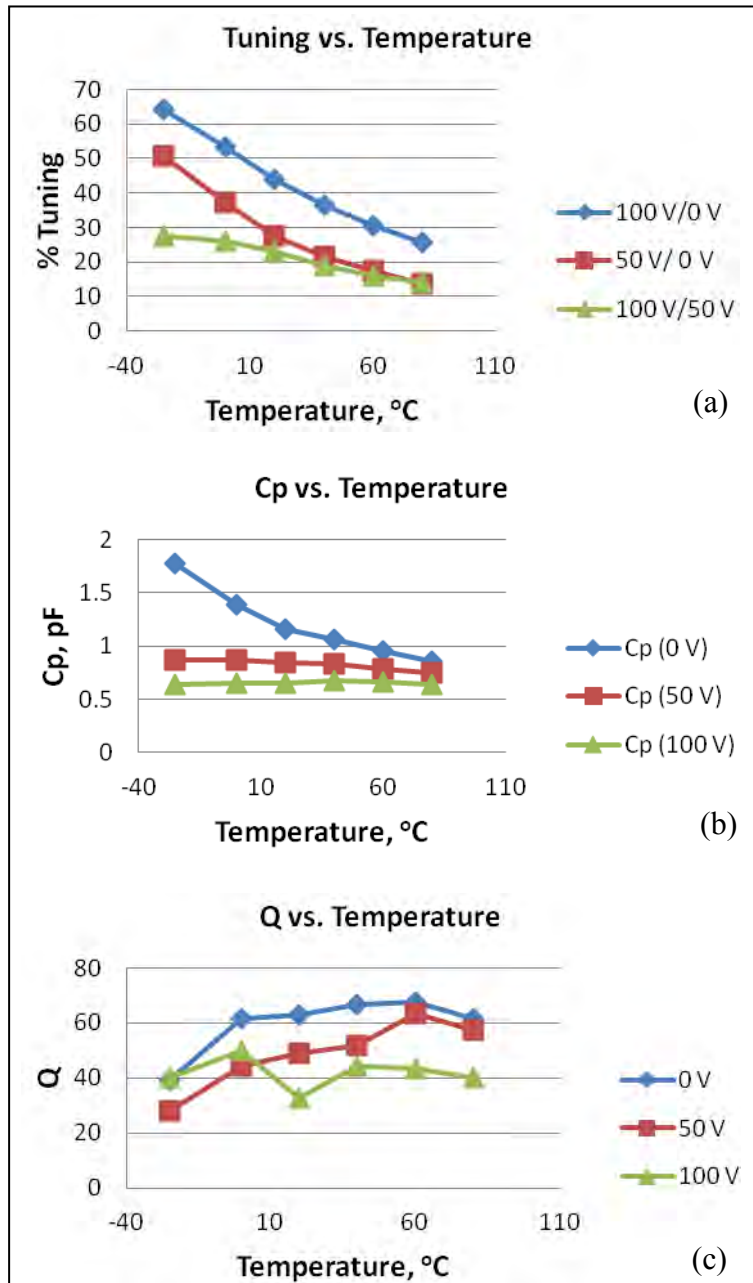 Tuning vs. Temperature
70
60
50
40
30
20
10
0
% Tuning
-40 10 60 110
Temperature, °C
100 V/0 V
50 V/ 0 V
100 V/50 V
(a)
Cp vs. Temperature
2
1.5
1
0.5
0
Cp, pF
-40 10 60 110
Temperature, °C
Cp (0 V)
Cp (50 V)
Cp (100 V)
(b)
Q vs. Temperature
80
60
40
20
0
Q
-40 10 60 110
Temperature, °C
0 V
50 V
100 V
(c)